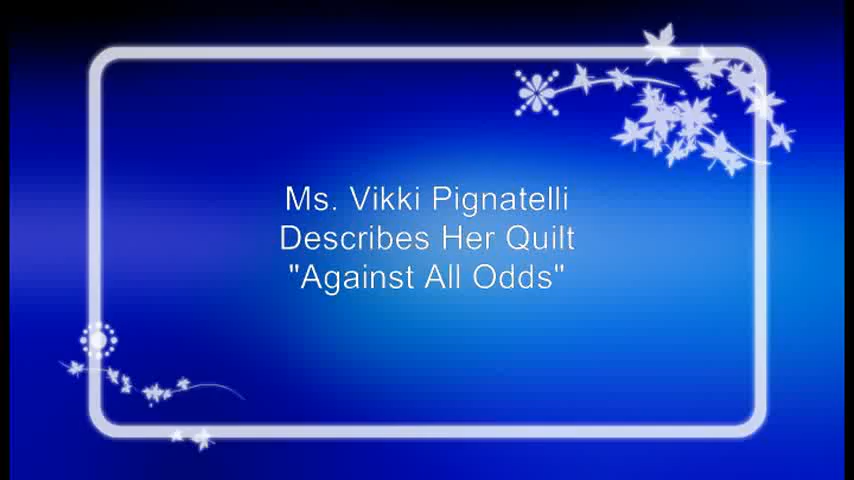 Ms. Vikki Pignatelli
Describes Her Quilt
"Against All Odds"